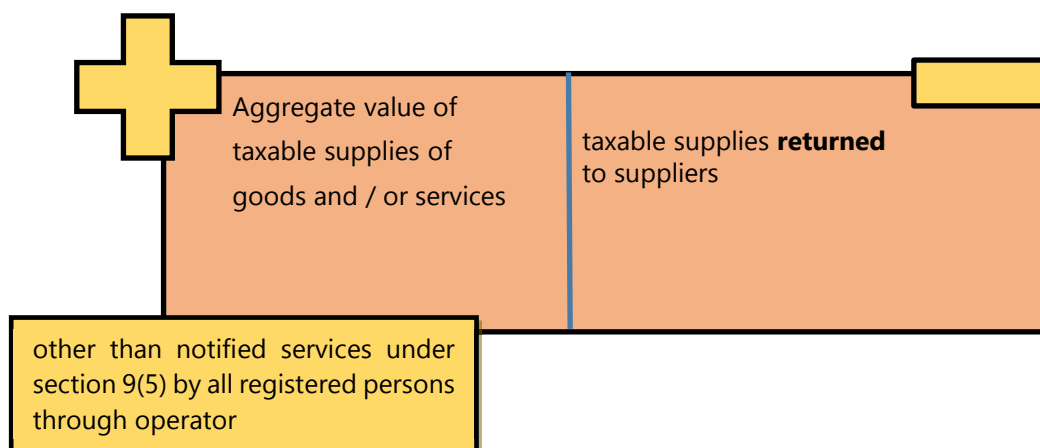 Aggregate value of
taxable supplies of
goods and / or services
taxable supplies returned
to suppliers
other than notified services under
section 9(5) by all registered persons
through operator